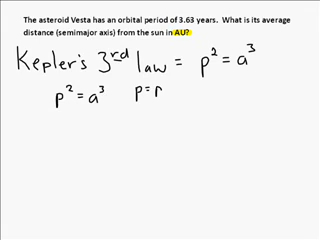 The asteroid Vesta has an orbital period of 3.63 years. What is its average
distance (semimajor axis) from the sun in AU?
Kepler's 3rd law = p² = a³
p² = a³ p = p